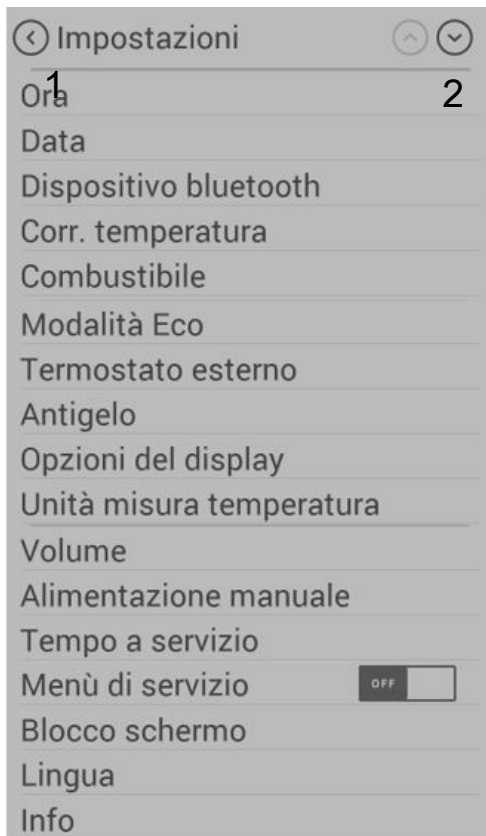 Impostazioni
1
2
Ora
Data
Dispositivo bluetooth
Corr. temperatura
Combustibile
Modalità Eco
Termostato esterno
Antigelo
Opzioni del display
Unità misura temperatura
Volume
Alimentazione manuale
Tempo a servizio
Menù di servizio OFF
Blocco schermo
Lingua
Info